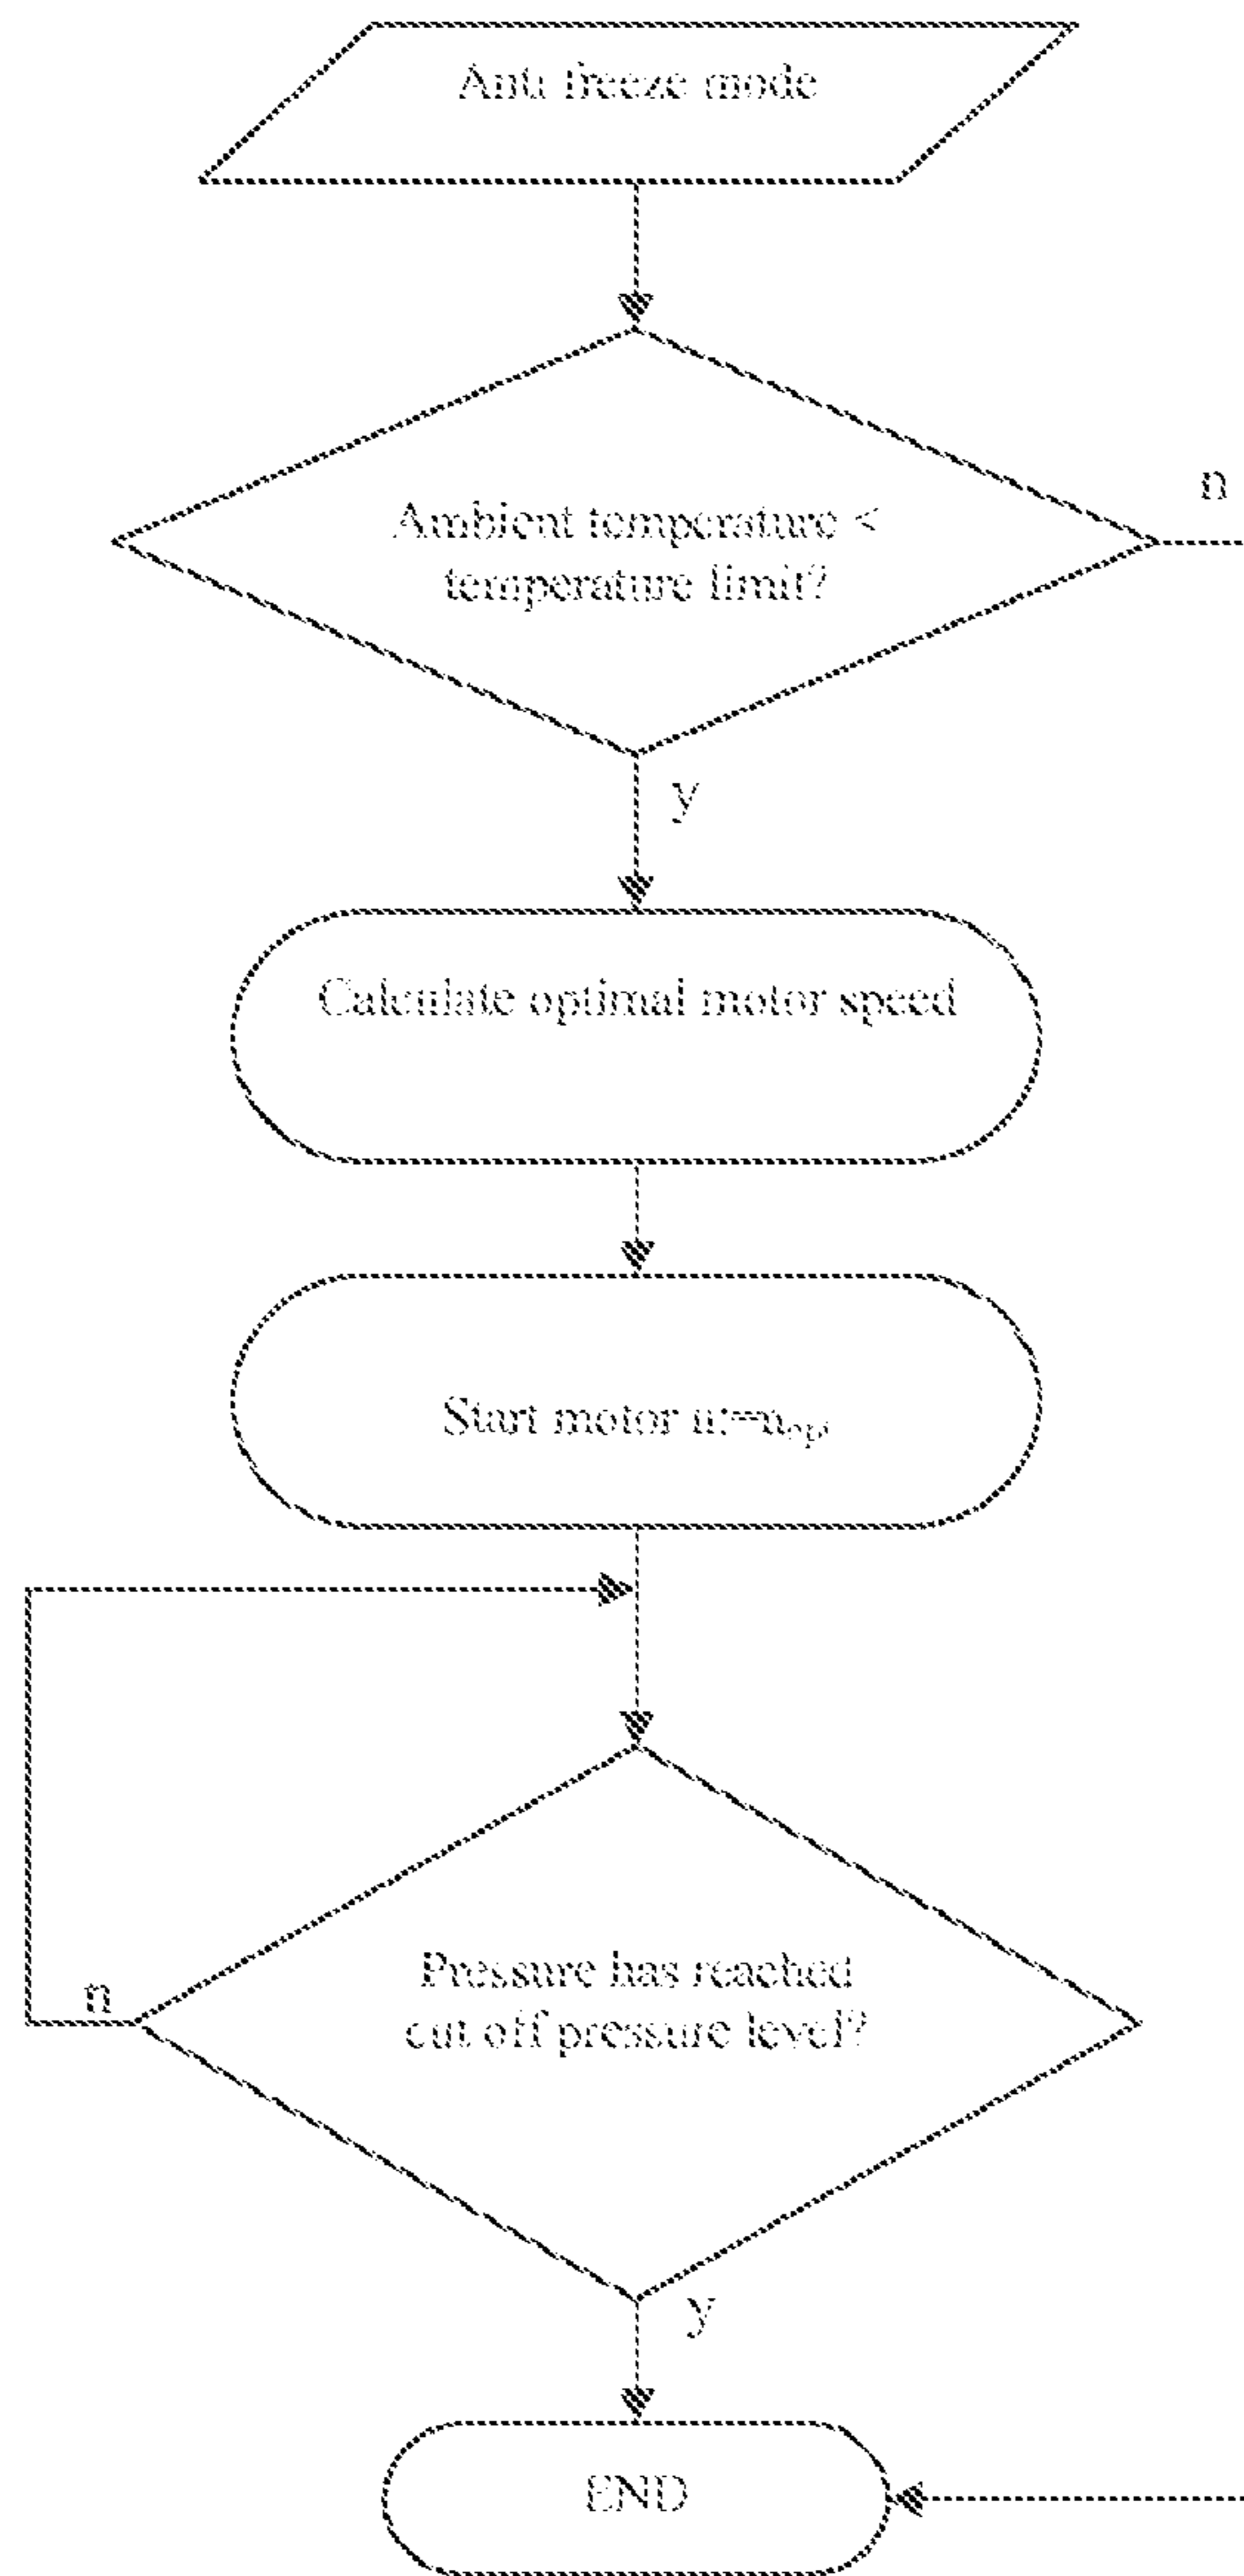 Anti freeze mode
Ambient temperature <
temperature limit?
n
y
Calculate optimal motor speed
Start motor n:=nopt
Pressure has reached
cut off pressure level?
n
y
END